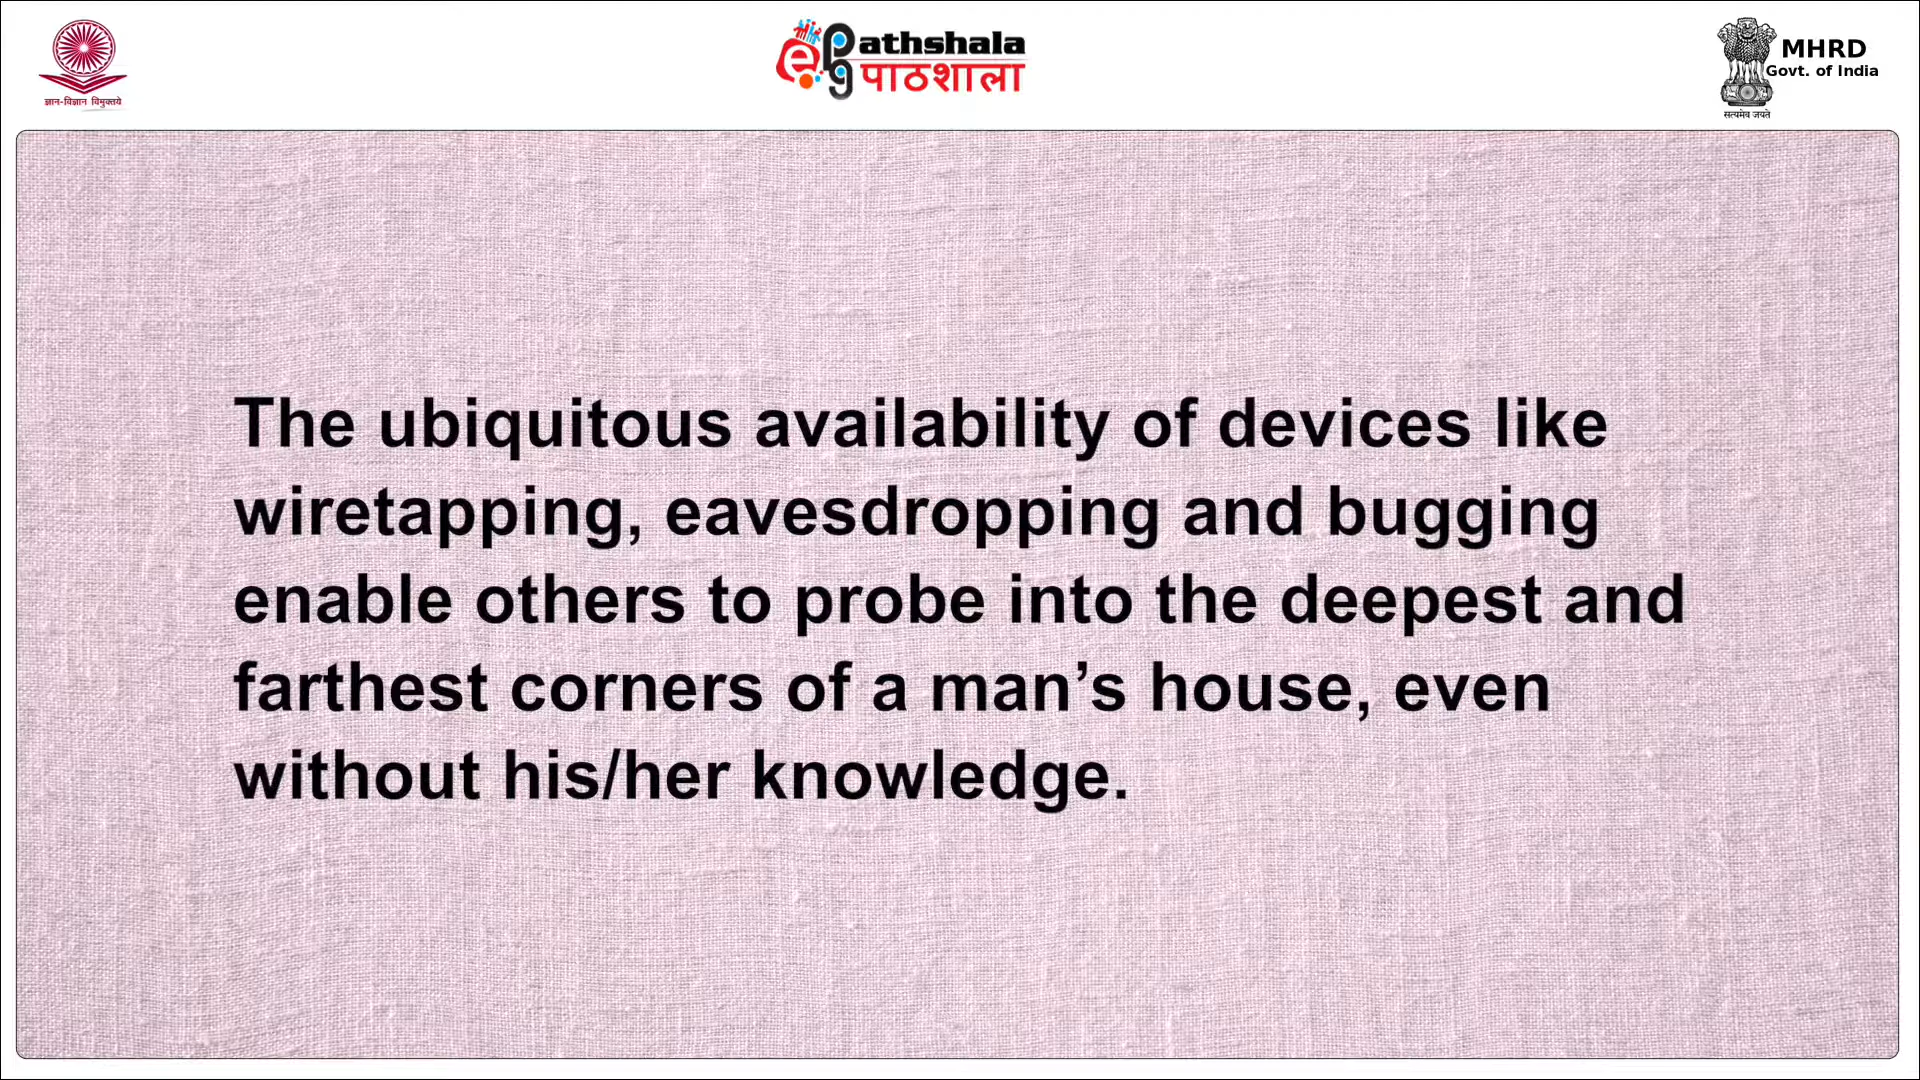 ज्ञान-विज्ञान विमुक्तये
e PG athshala
पाठशाला
MHRD
Govt. of India
सत्यमेव जयते
The ubiquitous availability of devices like
wiretapping, eavesdropping and bugging
enable others to probe into the deepest and
farthest corners of a man’s house, even
without his/her knowledge.